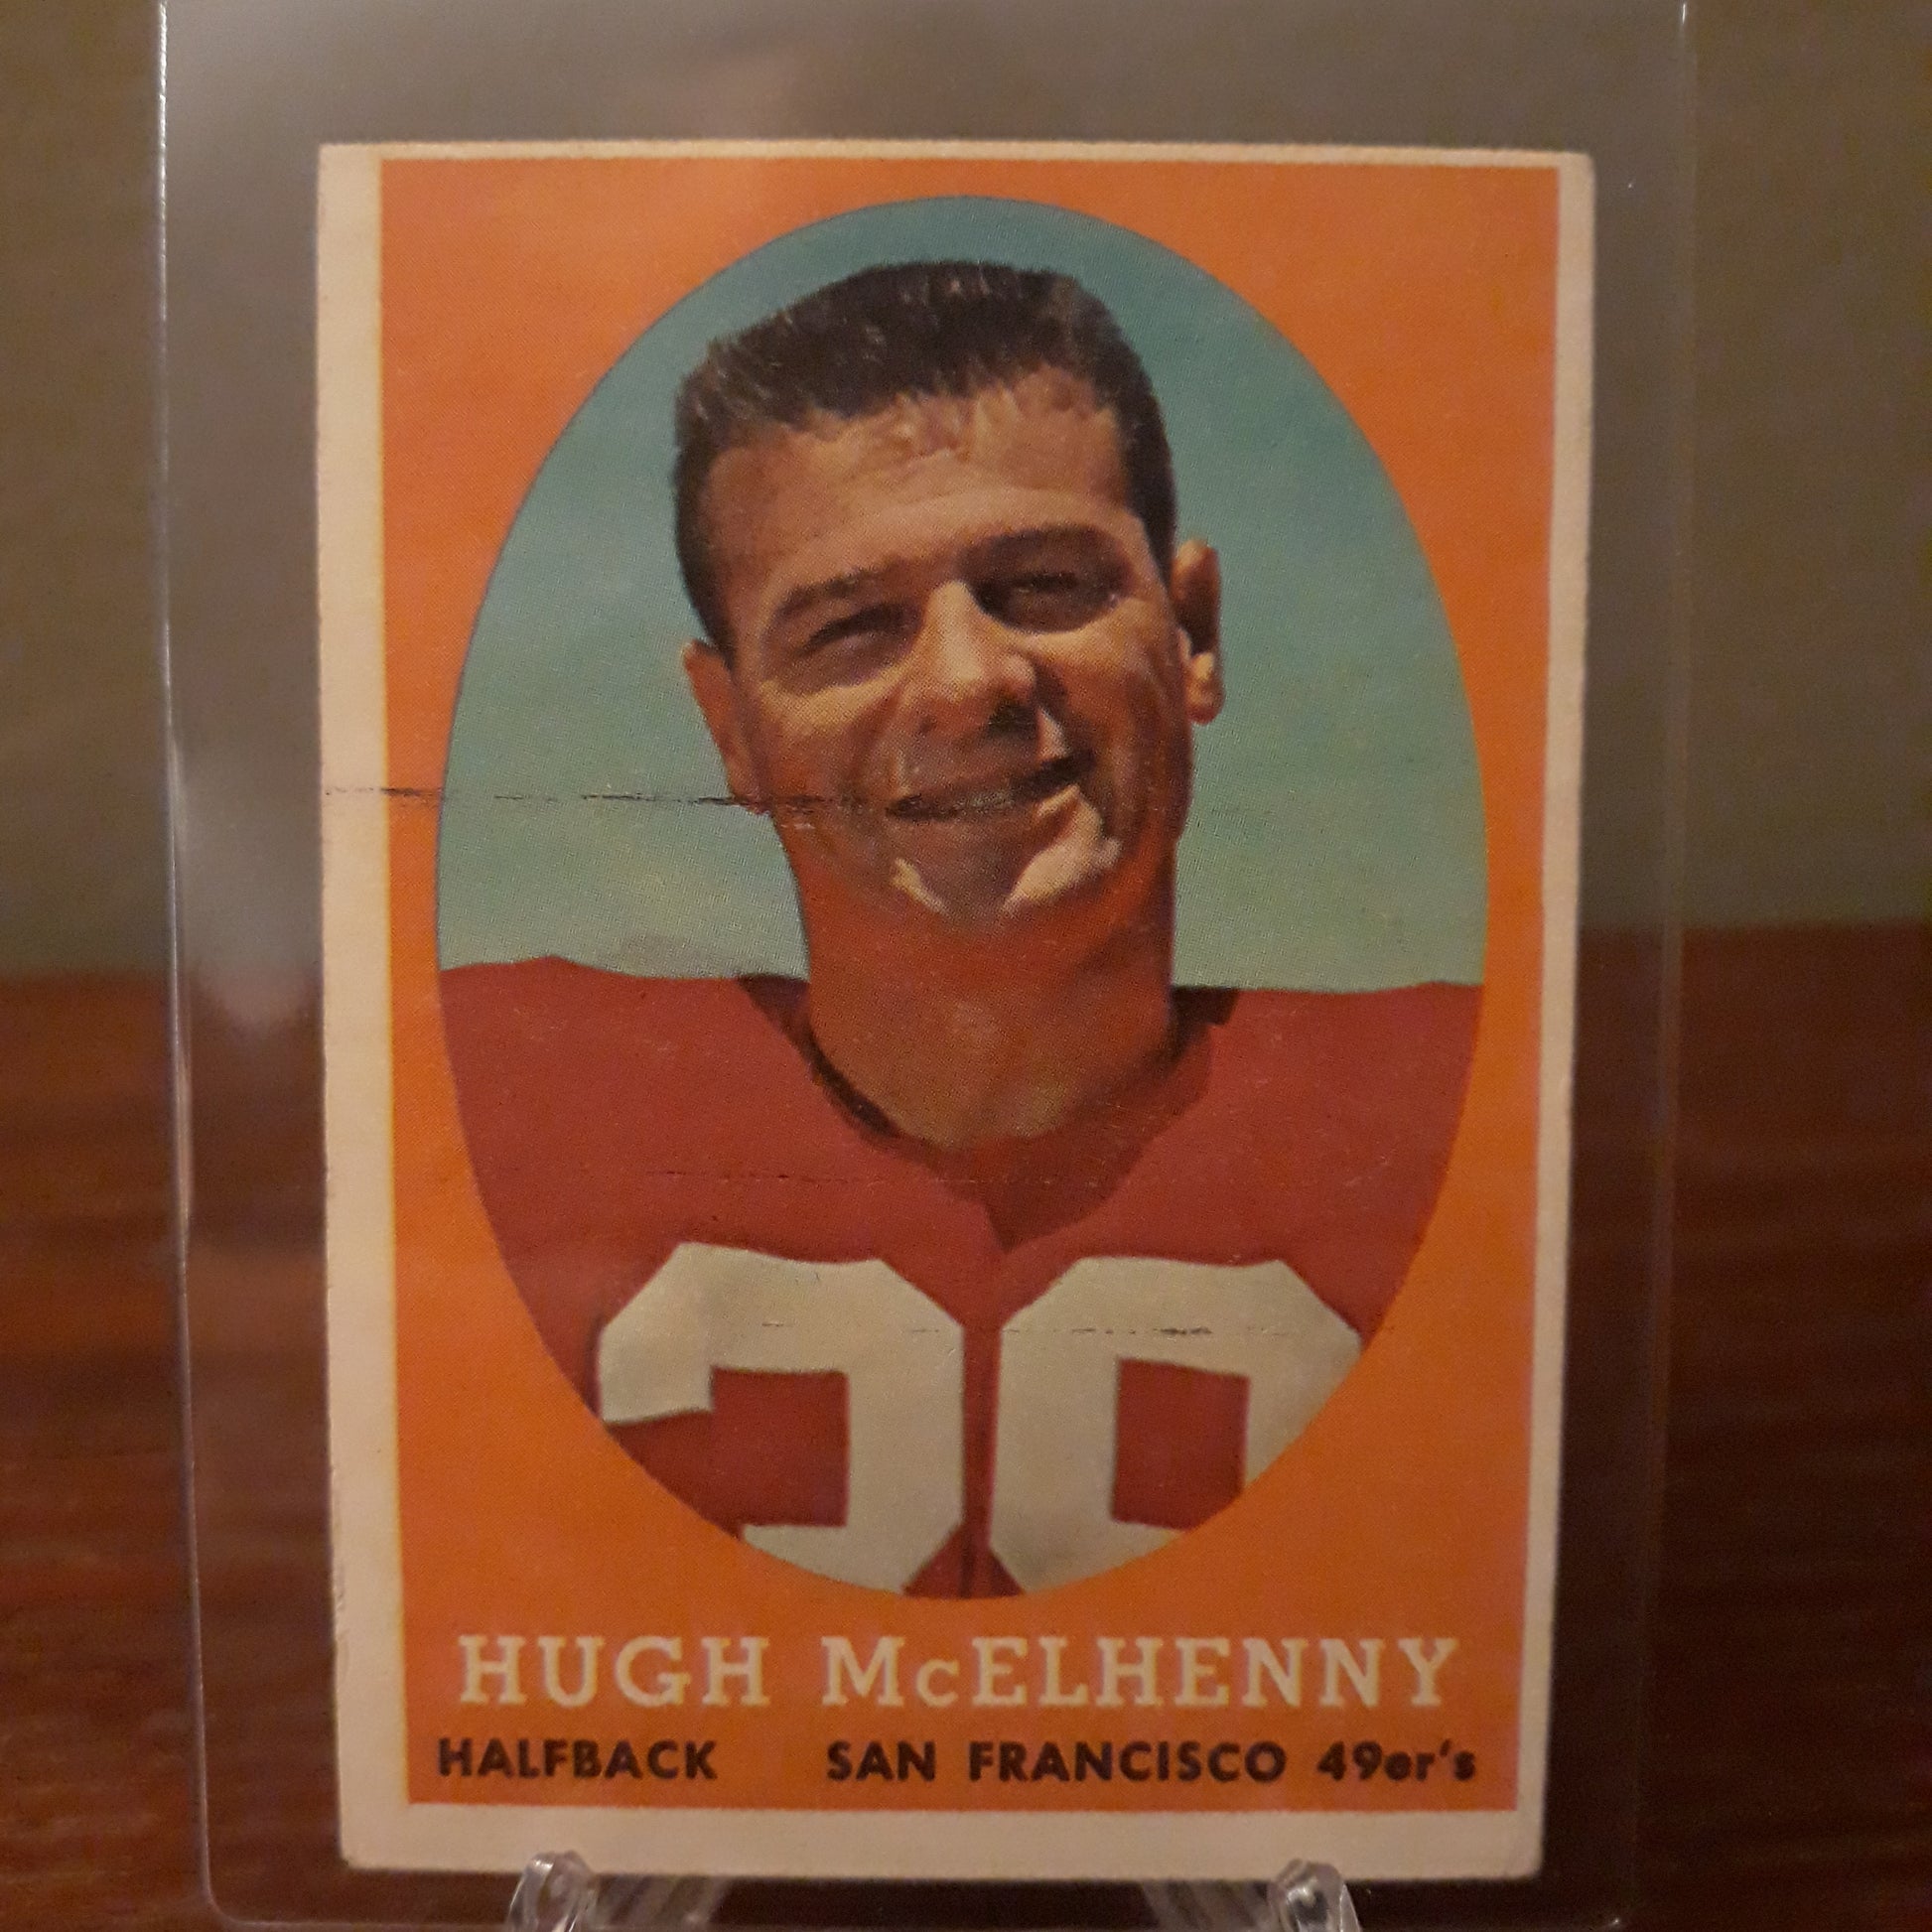 HUGH McELHENNY
HALFBACK SAN FRANCISCO 49er's